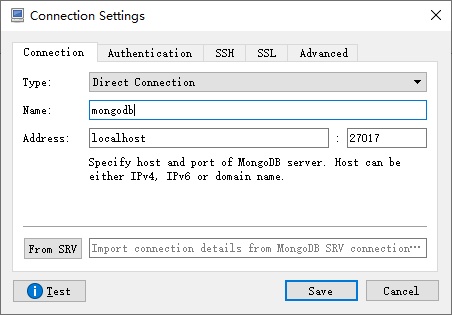 Connection Settings
Connection Authentication SSH SSL Advanced
Type: Direct Connection
Name: mongodb
Address: localhost : 27017
Specify host and port of MongoDB server. Host can be
either IPv4, IPv6 or domain name.
From SRV Import connection details from MongoDB SRV connection…
Test Save Cancel